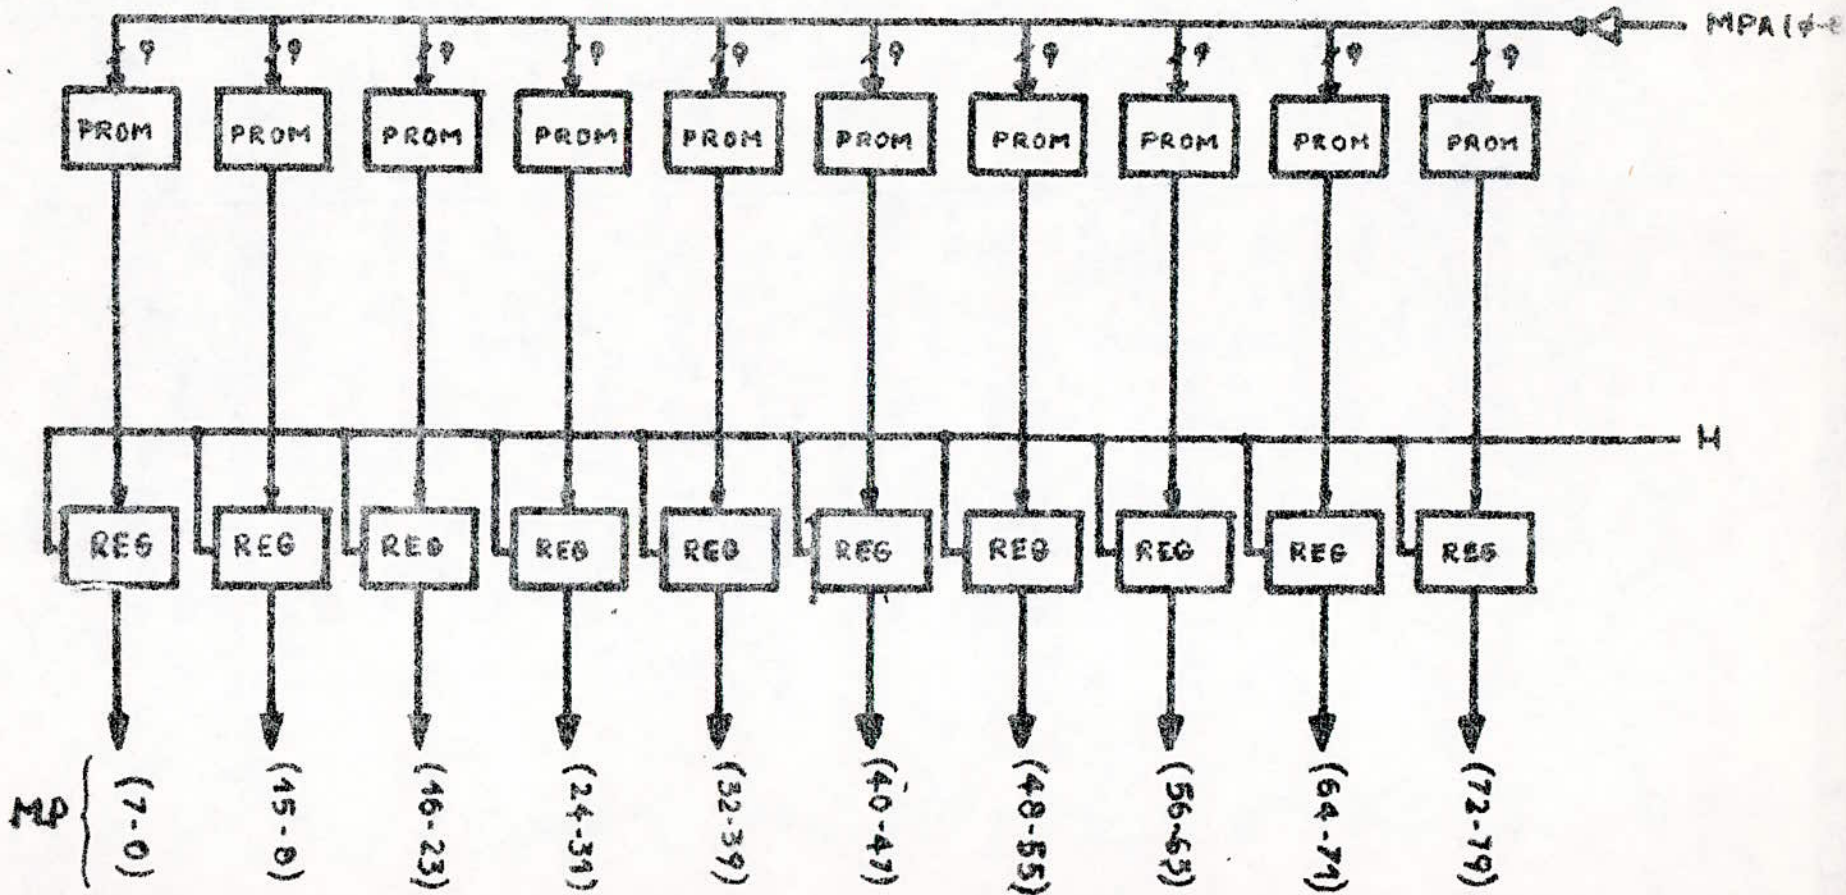 MPA (ϕ-
9 9 9 9 9 9 9 9 9 9
PROM PROM PROM PROM PROM PROM PROM PROM PROM PROM
H
REG REG REG REG REG REG REG REG REG REG
MP
(7-0) (15-8) (16-23) (24-31) (32-39) (40-47) (48-55) (56-63) (64-71) (72-79)